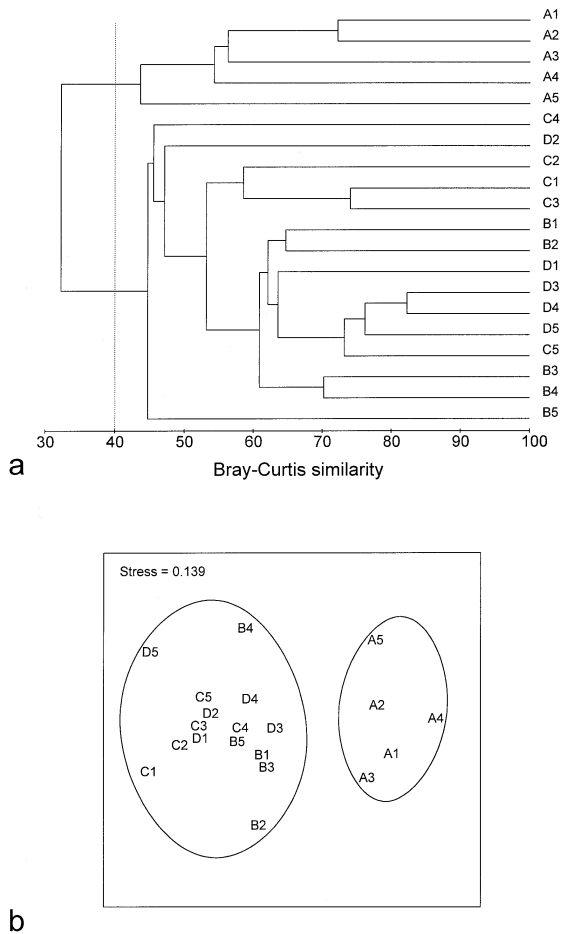 A1
A2
A3
A4
A5
C4
D2
C2
C1
C3
B1
B2
D1
D3
D4
D5
C5
B3
B4
B5
30 40 50 60 70 80 90 100
a Bray-Curtis similarity
Stress = 0.139
B4
A5
D5
C5 D4
A2
D2
A4
C3 C4 D3
D1 B5
C2
B1 A1
B3
C1 A3
B2
b